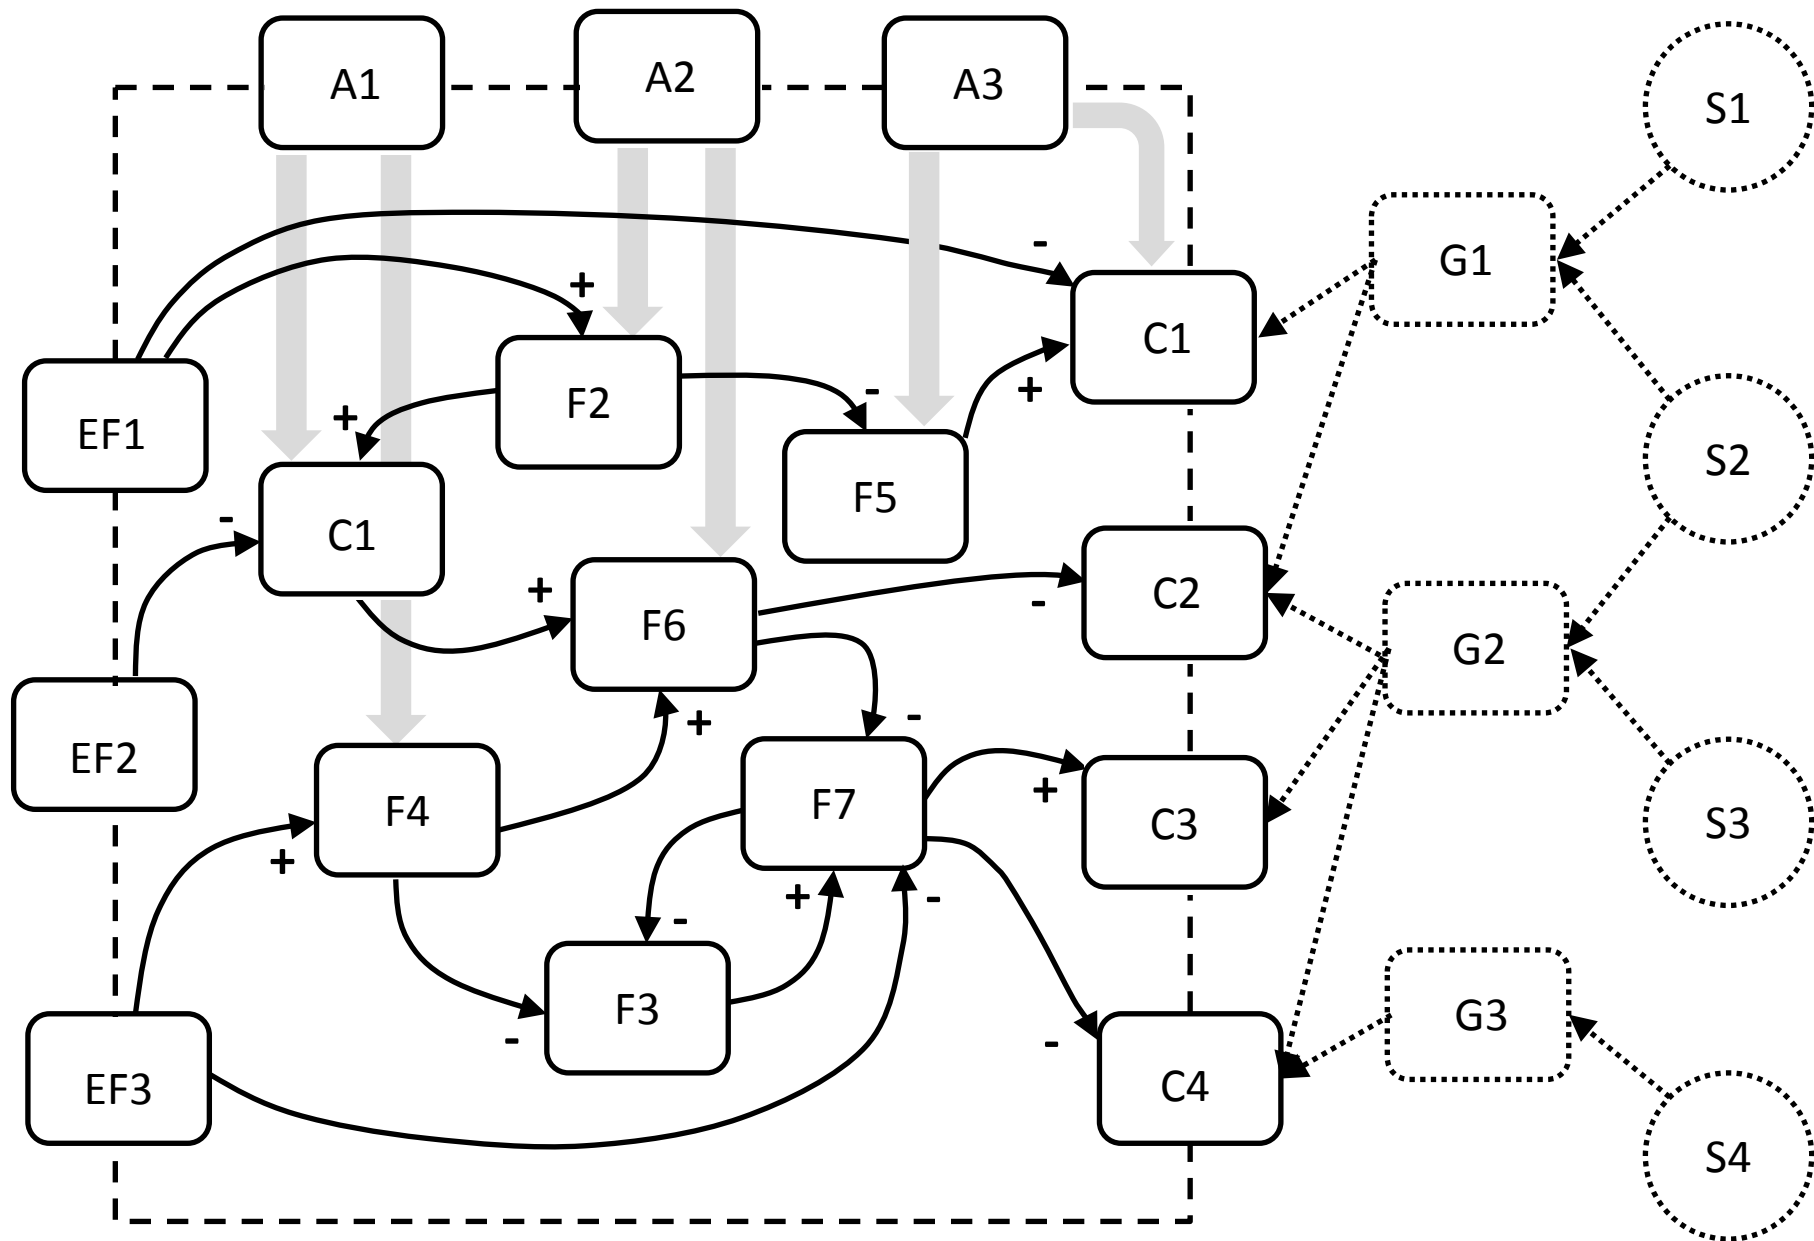 A1
A2
A3
S1
-
G1
+
C1
-
+
F2
+
EF1
S2
F5
-
C1
+
-
C2
F6
G2
+
-
EF2
F4
F7
+
C3
S3
+
+
-
-
F3
-
G3
-
EF3
C4
S4